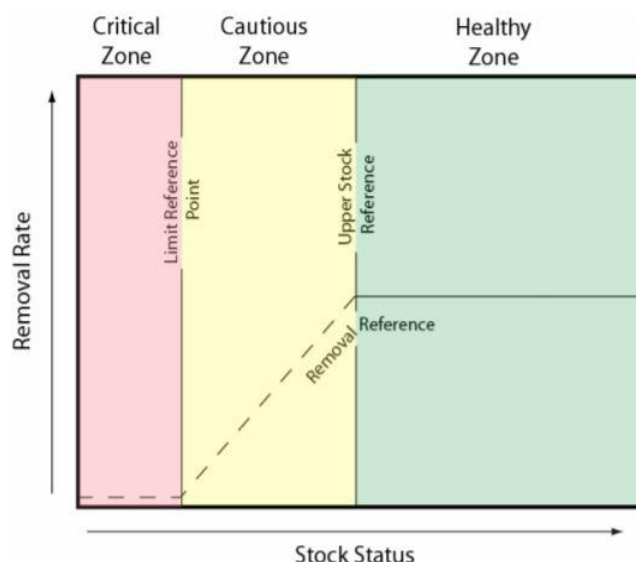 Critical
Zone
Cautious
Zone
Healthy
Zone
Removal Rate
Limit Reference
Point
Upper Stock
Reference
Removal Reference
Stock Status